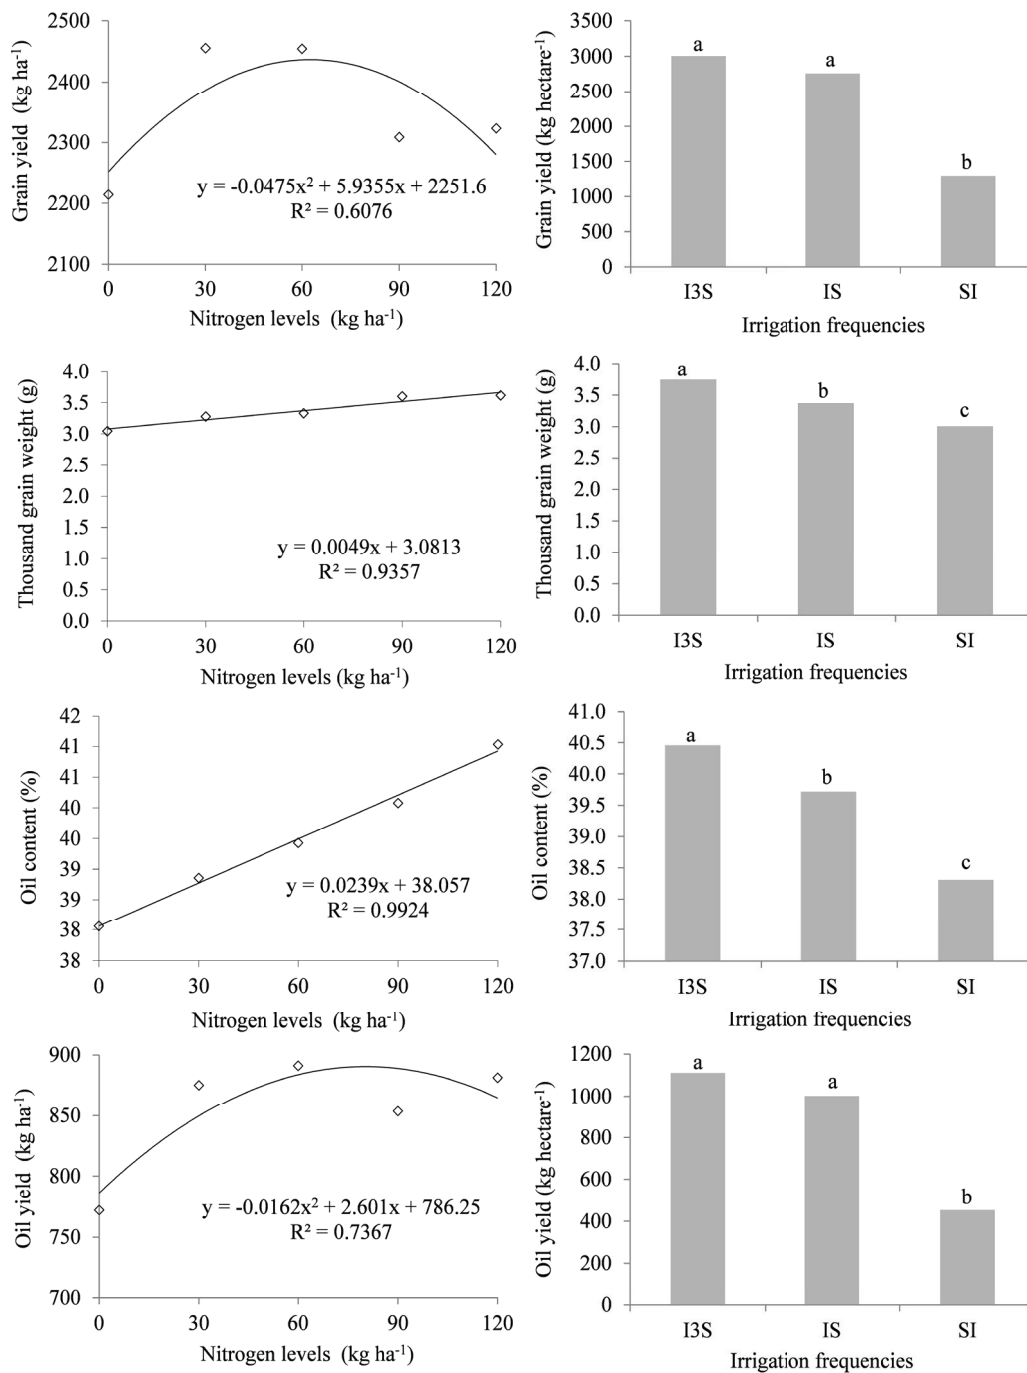 2500
2400
2300
2200
2100
0
30
60
90
120
Grain yield (kg ha-1)
Nitrogen levels (kg ha-1)
y = -0.0475x² + 5.9355x + 2251.6
R² = 0.6076
3500
3000
2500
2000
1500
1000
500
0
a
a
b
I3S
IS
SI
Grain yield (kg hectare-1)
Irrigation frequencies
4.0
3.5
3.0
2.5
2.0
1.5
1.0
0.5
0.0
0
30
60
90
120
Thousand grain weight (g)
Nitrogen levels (kg ha-1)
y = 0.0049x + 3.0813
R² = 0.9357
4.0
3.5
3.0
2.5
2.0
1.5
1.0
0.5
0.0
a
b
c
I3S
IS
SI
Thousand grain weight (g)
Irrigation frequencies
42
41
41
40
40
39
39
38
38
0
30
60
90
120
Oil content (%)
Nitrogen levels (kg ha-1)
y = 0.0239x + 38.057
R² = 0.9924
41.0
40.5
40.0
39.5
39.0
38.5
38.0
37.5
37.0
a
b
c
I3S
IS
SI
Oil content (%)
Irrigation frequencies
900
850
800
750
700
0
30
60
90
120
Oil yield (kg ha-1)
Nitrogen levels (kg ha-1)
y = -0.0162x² + 2.601x + 786.25
R² = 0.7367
1200
1000
800
600
400
200
0
a
a
b
I3S
IS
SI
Oil yield (kg hectare-1)
Irrigation frequencies